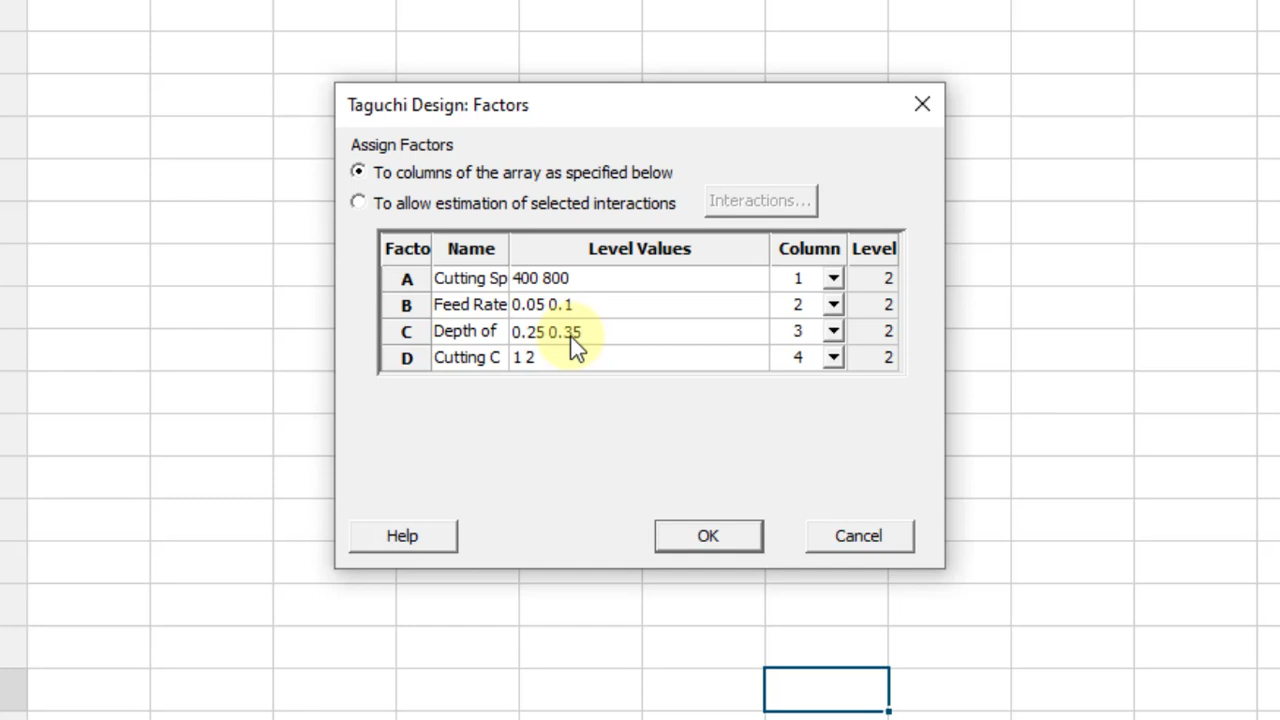 Taguchi Design: Factors
Assign Factors
To columns of the array as specified below
To allow estimation of selected interactions Interactions...
Facto Name Level Values Column Level
A Cutting Sp 400 800 1 2
B Feed Rate 0.05 0.1 2 2
C Depth of 0.25 0.35 3 2
D Cutting C 1 2 4 2
Help OK Cancel